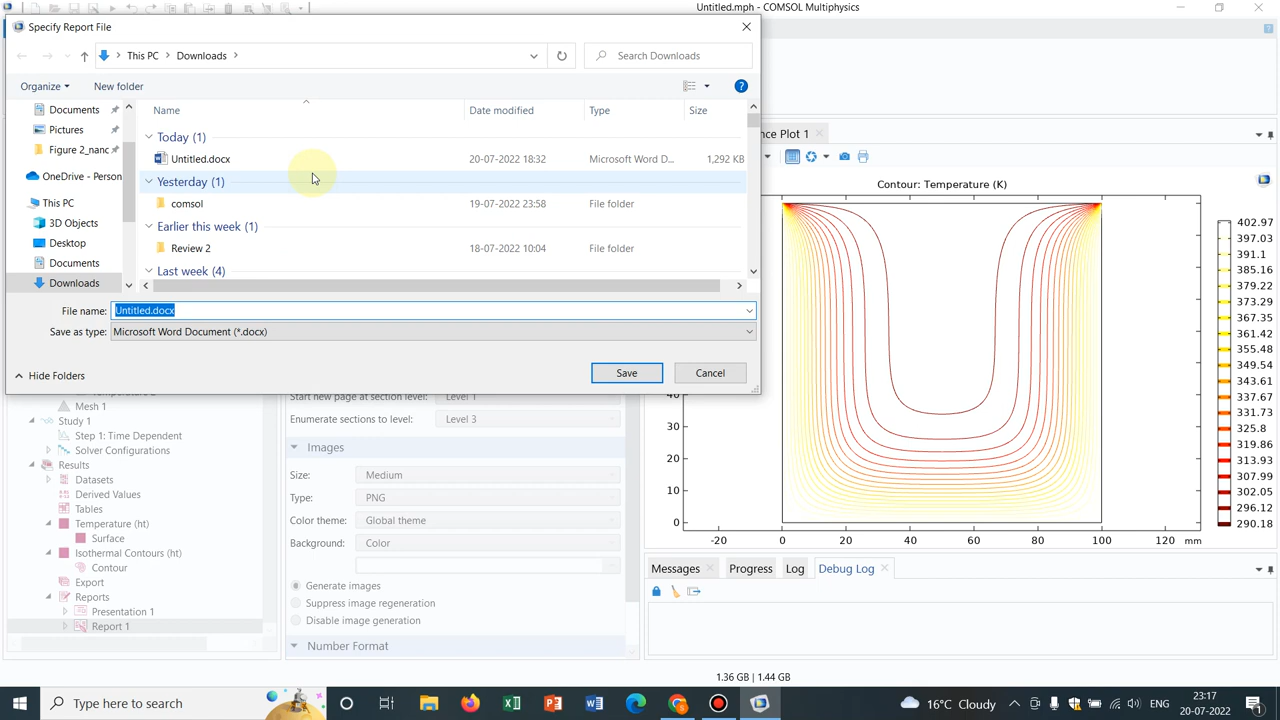 Untitled.mph - COMSOL Multiphysics
Specify Report File
This PC
Downloads
Search Downloads
Organize
New folder
Documents
Pictures
Figure 2_nanc
OneDrive - Person
This PC
3D Objects
Desktop
Documents
Downloads
Name
Date modified
Type
Size
Today (1)
Untitled.docx
20-07-2022 18:32
Microsoft Word D...
1,292 KB
Yesterday (1)
comsol
19-07-2022 23:58
File folder
Earlier this week (1)
Review 2
18-07-2022 10:04
File folder
Last week (4)
File name:
Untitled.docx
Save as type:
Microsoft Word Document (*.docx)
Hide Folders
Save
Cancel
Mesh 1
Study 1
Step 1: Time Dependent
Solver Configurations
Results
Datasets
Derived Values
Tables
Temperature (ht)
Surface
Isothermal Contours (ht)
Contour
Export
Reports
Presentation 1
Report 1
Start new page at section level:
Level 1
Enumerate sections to level:
Level 3
Images
Size:
Medium
Type:
PNG
Color theme:
Global theme
Background:
Color
Generate images
Suppress image regeneration
Disable image generation
Number Format
nce Plot 1
Contour: Temperature (K)
402.97
397.03
391.1
385.16
379.22
373.28
367.35
361.42
355.48
349.54
343.61
337.67
331.73
325.8
319.86
313.93
307.99
302.05
296.12
290.18
40
30
20
10
0
-20
0
20
40
60
80
100
120
mm
Messages
Progress
Log
Debug Log
1.36 GB | 1.44 GB
Type here to search
16°C Cloudy
ENG
23:17
20-07-2022